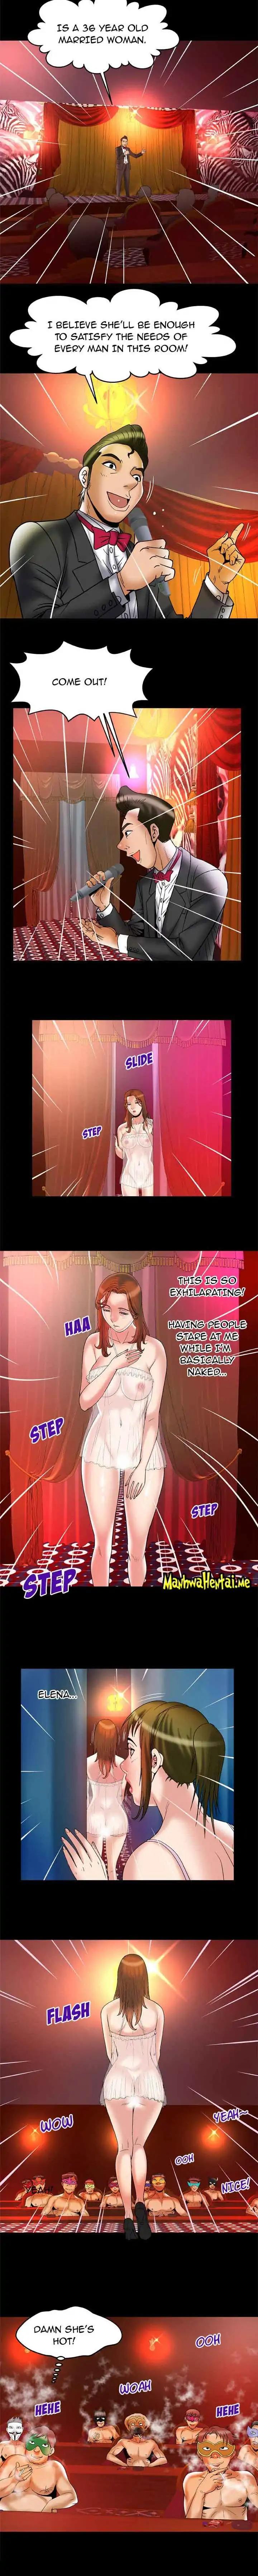 IS A 36 YEAR OLD
MARRIED WOMAN.
I BELIEVE SHE'LL BE ENOUGH
TO SATISFY THE NEEDS OF
EVERY MAN IN THIS ROOM!
COME OUT!
SLIDE
STEP
THIS IS SO
EXHILARATING!
HAA
HAVING PEOPLE
STARE AT ME
WHILE I'M
BASICALLY
NAKED...
STEP
STEP
STEP
ManhwaHentai.me
ELENA...
FLASH
WOW
YEAH~
OOH
YEAH!
NICE!
DAMN SHE'S
HOT!
OOH
WOAH
HEHE
HEHE